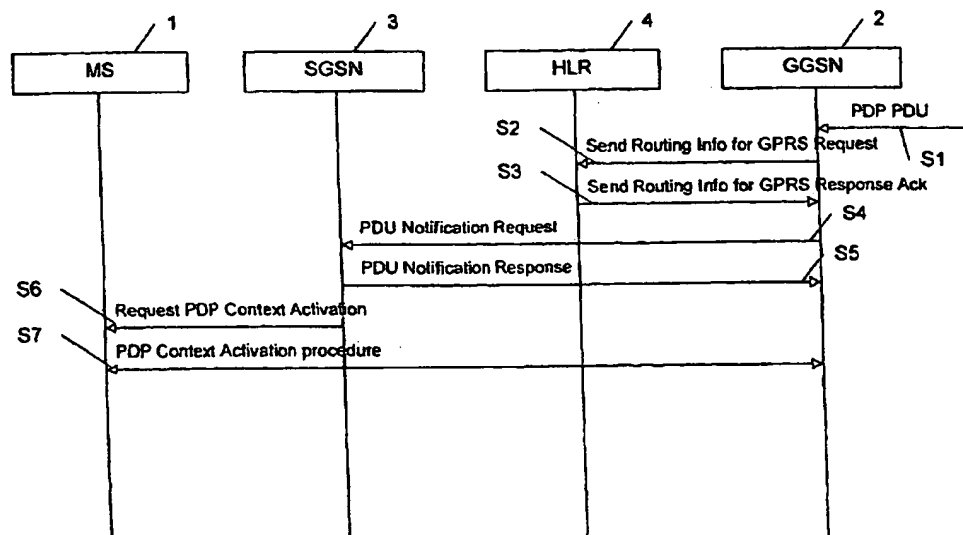 1
3
4
2
MS
SGSN
HLR
GGSN
PDP PDU
S1
S2
Send Routing Info for GPRS Request
S3
Send Routing Info for GPRS Response Ack
S4
PDU Notification Request
S5
PDU Notification Response
S6
Request PDP Context Activation
S7
PDP Context Activation procedure